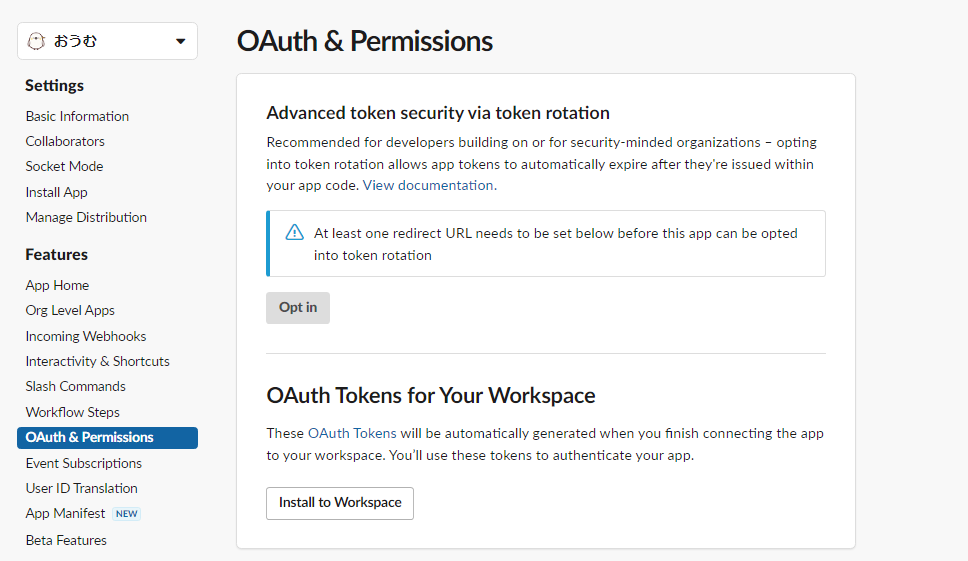 おうむ
Settings
Basic Information
Collaborators
Socket Mode
Install App
Manage Distribution
Features
App Home
Org Level Apps
Incoming Webhooks
Interactivity & Shortcuts
Slash Commands
Workflow Steps
OAuth & Permissions
Event Subscriptions
User ID Translation
App Manifest NEW
Beta Features
OAuth & Permissions
Advanced token security via token rotation
Recommended for developers building on or for security-minded organizations – opting
into token rotation allows app tokens to automatically expire after they're issued within
your app code. View documentation.
At least one redirect URL needs to be set below before this app can be opted
into token rotation
Opt in
OAuth Tokens for Your Workspace
These OAuth Tokens will be automatically generated when you finish connecting the app
to your workspace. You'll use these tokens to authenticate your app.
Install to Workspace